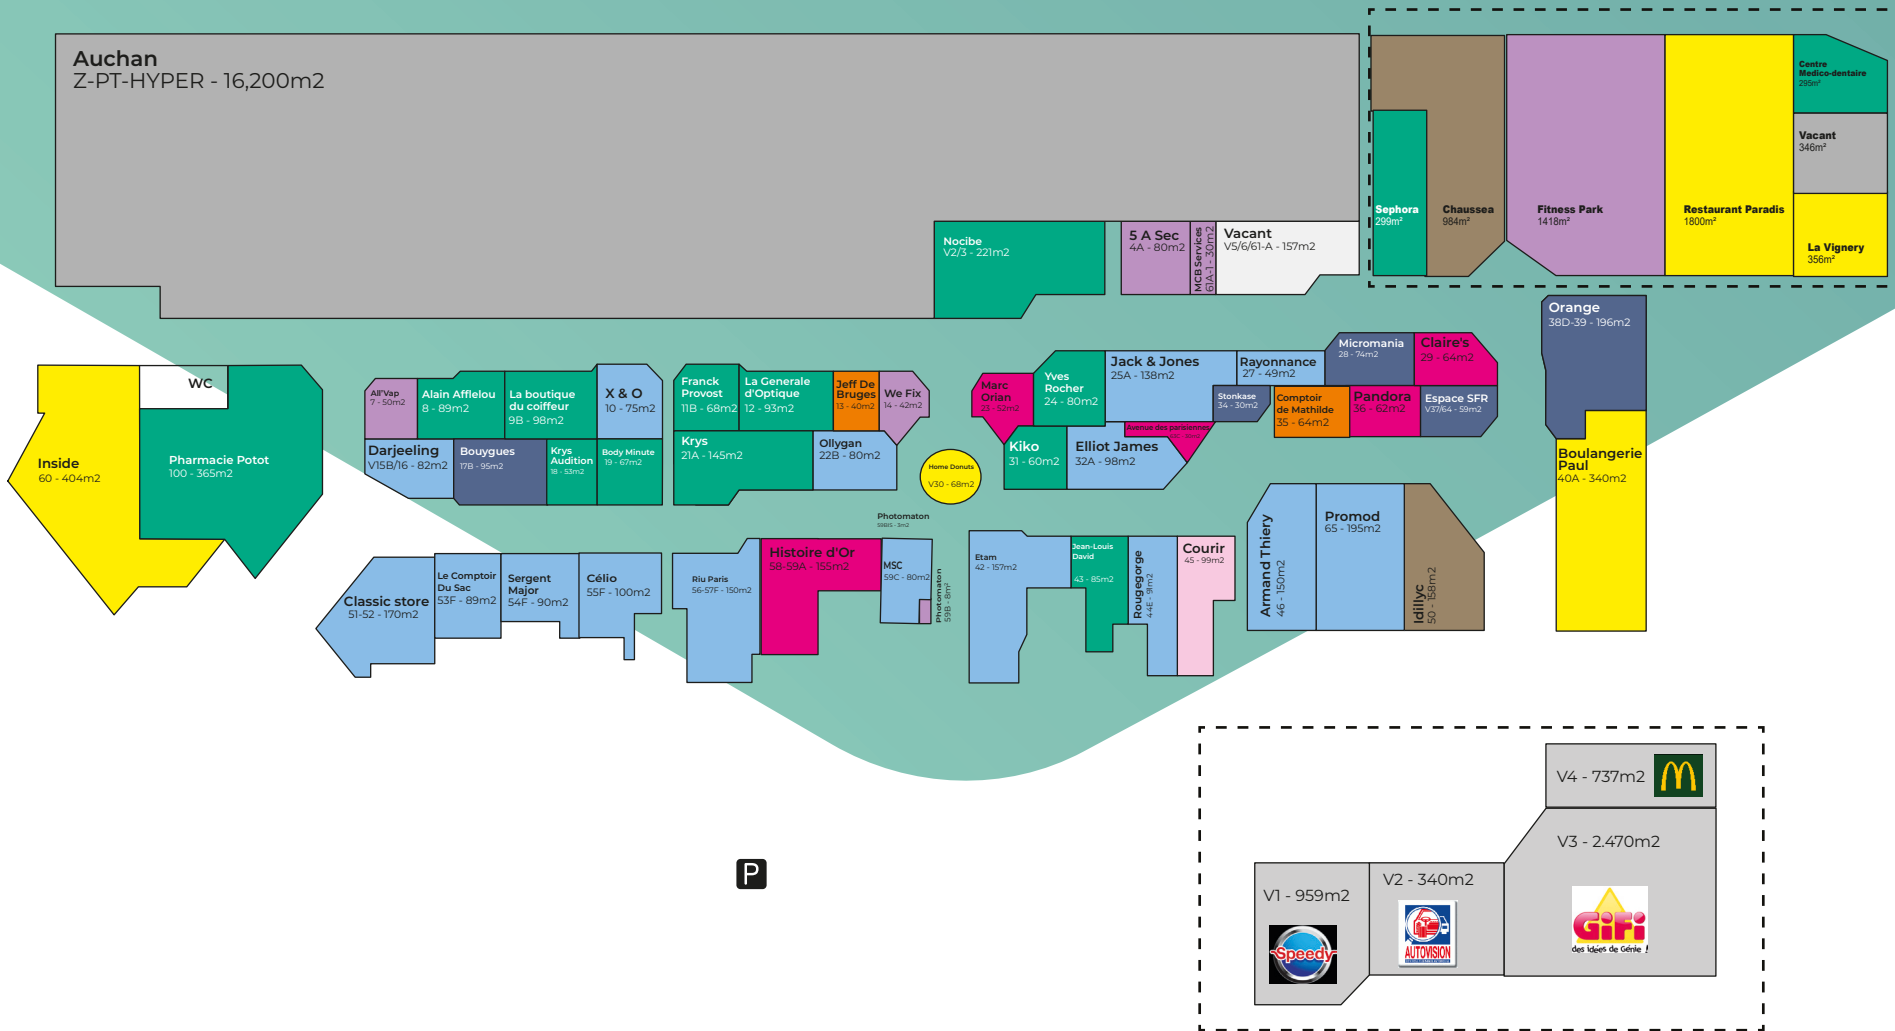 Auchan
Z-PT-HYPER - 16,200m2
Nocibe
V2/3 - 221m2
5 A Sec
4A - 80m2
MCB Services
61A-1 - 30m2
Vacant
V5/6/61-A - 157m2
Sephora
299m²
Chaussea
984m²
Fitness Park
1418m²
Restaurant Paradis
1800m²
Centre
Medico-dentaire
295m²
Vacant
346m²
La Vignery
356m²
Inside
60 - 404m2
WC
Pharmacie Potot
100 - 365m2
All'Vap
7 - 50m2
Alain Afflelou
8 - 89m2
La boutique
du coiffeur
9B - 98m2
X & O
10 - 75m2
Darjeeling
V15B/16 - 82m2
Bouygues
17B - 95m2
Krys
Audition
18 - 53m2
Body Minute
19 - 67m2
Franck
Provost
11B - 68m2
La Generale
d'Optique
12 - 93m2
Jeff De
Bruges
13 - 40m2
We Fix
14 - 42m2
Krys
21A - 145m2
Ollygan
22B - 80m2
Home Donuts
V30 - 68m2
Marc
Orian
23 - 52m2
Yves
Rocher
24 - 80m2
Jack & Jones
25A - 138m2
Rayonnance
27 - 49m2
Micromania
28 - 74m2
Claire's
29 - 64m2
Stonkase
34 - 30m2
Comptoir
de Mathilde
35 - 64m2
Pandora
36 - 62m2
Espace SFR
V37/64 - 59m2
Kiko
31 - 60m2
Elliot James
32A - 98m2
Avenue des parisiennes
Orange
38D-39 - 196m2
Boulangerie
Paul
40A - 340m2
Classic store
51-52 - 170m2
Le Comptoir
Du Sac
53F - 89m2
Sergent
Major
54F - 90m2
Célio
55F - 100m2
Riu Paris
56-57F - 150m2
Histoire d'Or
58-59A - 155m2
Photomaton
59BIS - 3m2
MSC
59C - 80m2
Photomaton
59B - 8m²
Etam
42 - 157m2
Jean-Louis
David
43 - 85m2
Rougegorge
44E - 91m2
Courir
45 - 99m2
Armand Thiery
46 - 150m2
Promod
65 - 195m2
Idillyc
50 - 158m2
P
V4 - 737m2
V3 - 2.470m2
GiFi
des idées de Génie !
V2 - 340m2
AUTOVISION
V1 - 959m2
Speedy